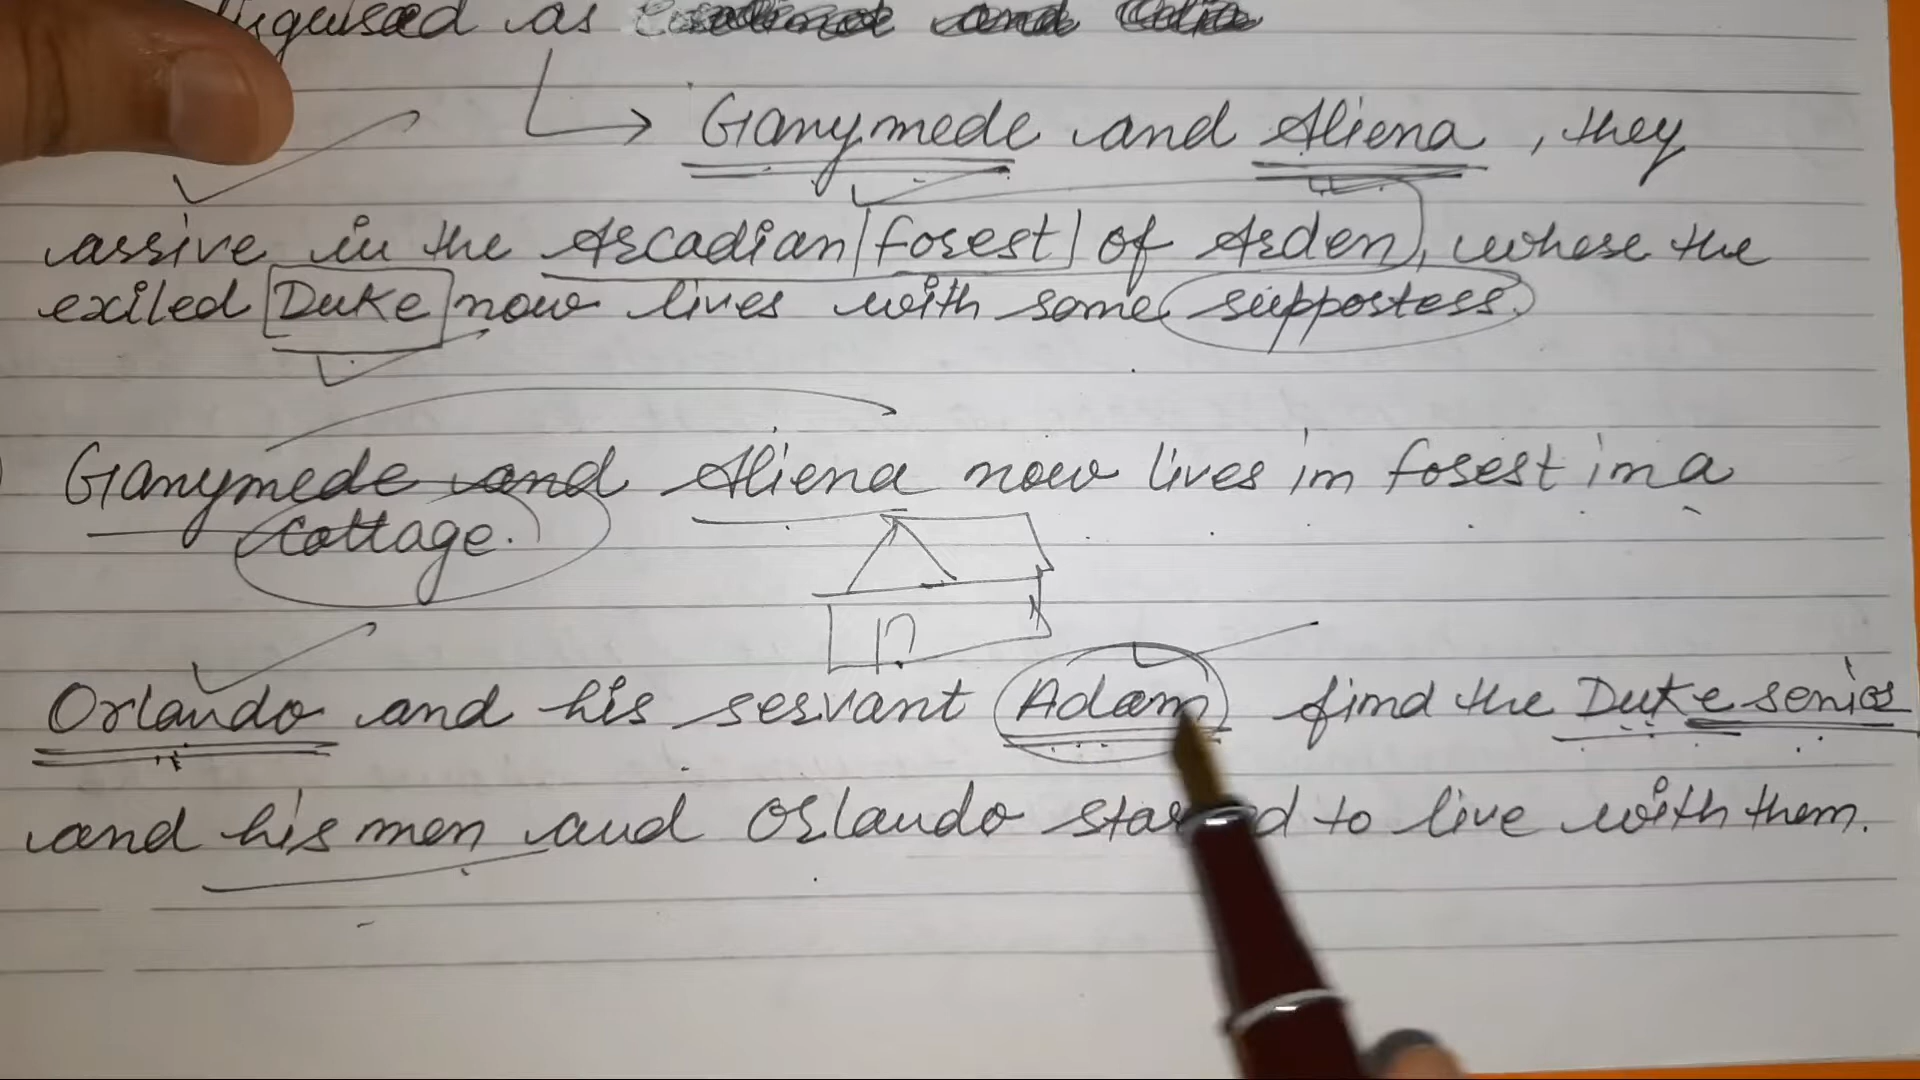 disguised as and
Ganymede and Aliena, they
arrive in the Arcadian forest of Arden, where the
exiled Duke now lives with some supporters.
Ganymede and Aliena now lives in forest in a
cottage.
Orlando and his servant Adam find the Duke senior
and his men and Orlando started to live with them.